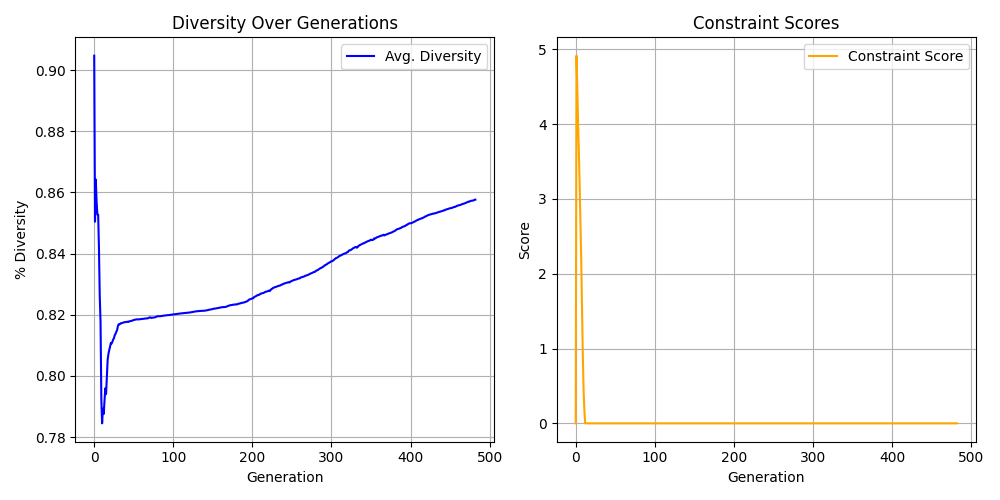 Diversity Over Generations
Avg. Diversity
0.90
0.88
0.86
0.84
0.82
0.80
0.78
% Diversity
0 100 200 300 400 500
Generation
Constraint Scores
Constraint Score
5
4
3
2
1
0
Score
0 100 200 300 400 500
Generation